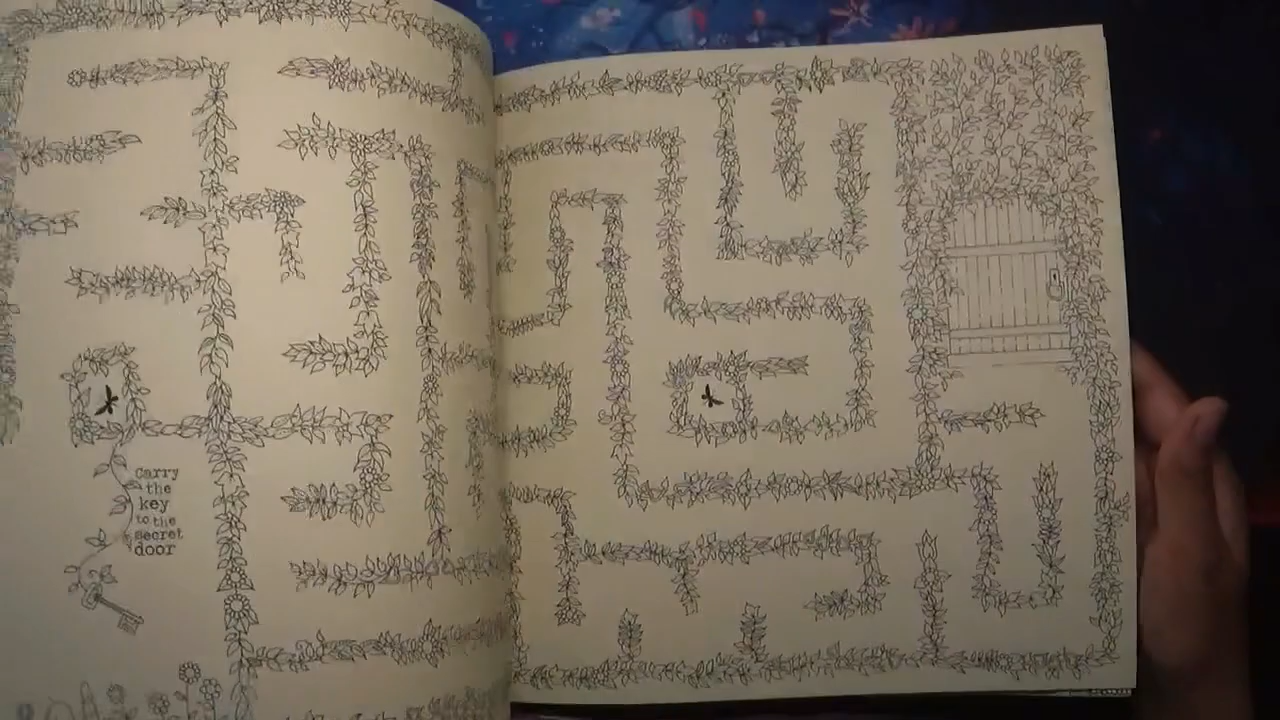 Carry
the
key
to the
secret
door